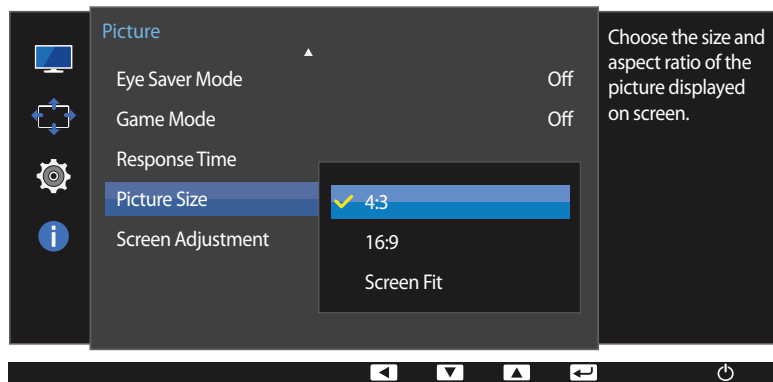 Picture
Eye Saver Mode Off
Game Mode Off
Response Time
Picture Size
Screen Adjustment
4:3
16:9
Screen Fit
Choose the size and
aspect ratio of the
picture displayed
on screen.